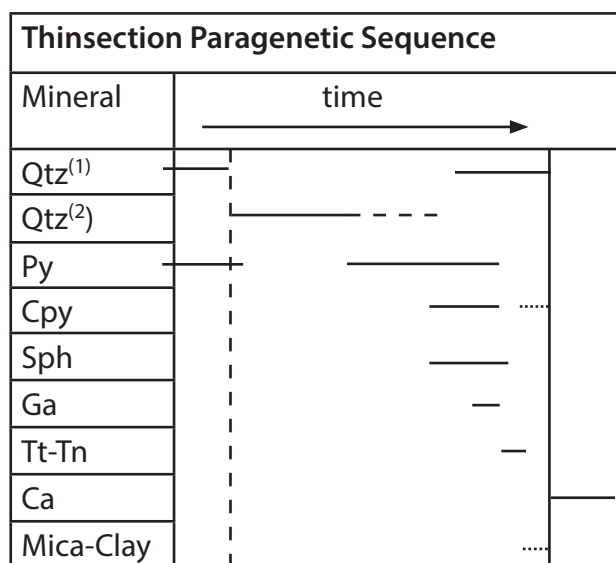 Thinsection Paragenetic Sequence
Mineral time
Qtz⁽¹⁾
Qtz⁽²⁾)
Py
Cpy
Sph
Ga
Tt-Tn
Ca
Mica-Clay